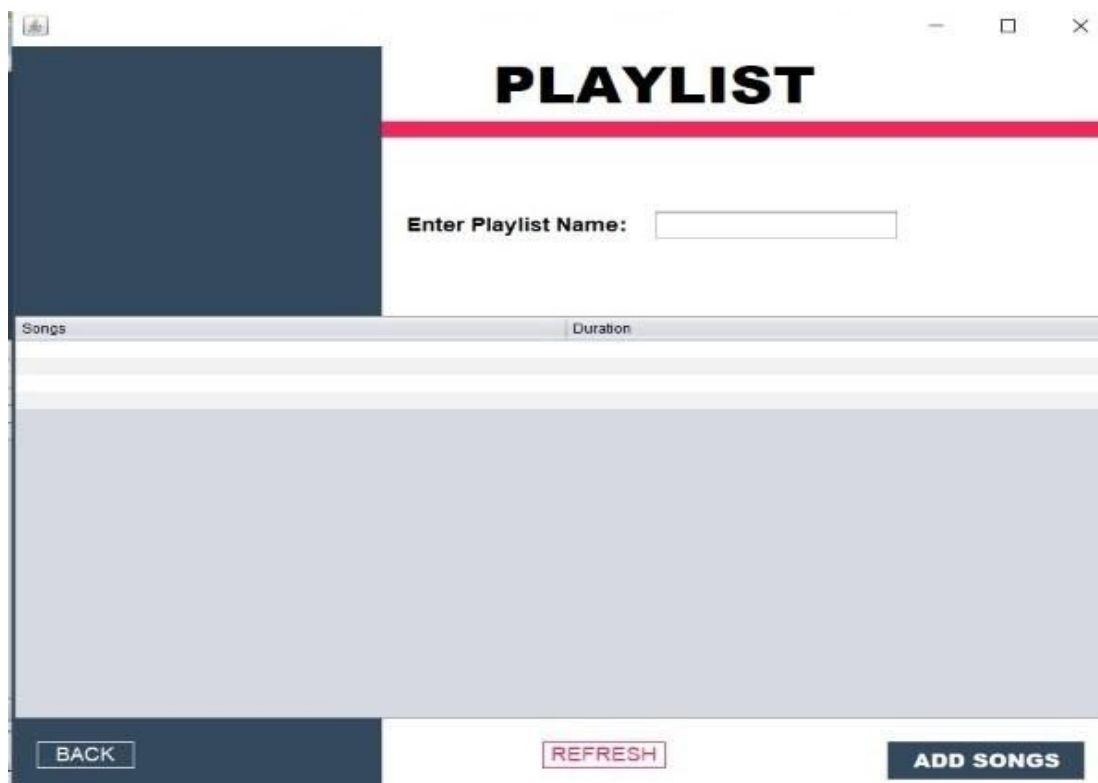 PLAYLIST
Enter Playlist Name:
Songs Duration
BACK REFRESH ADD SONGS